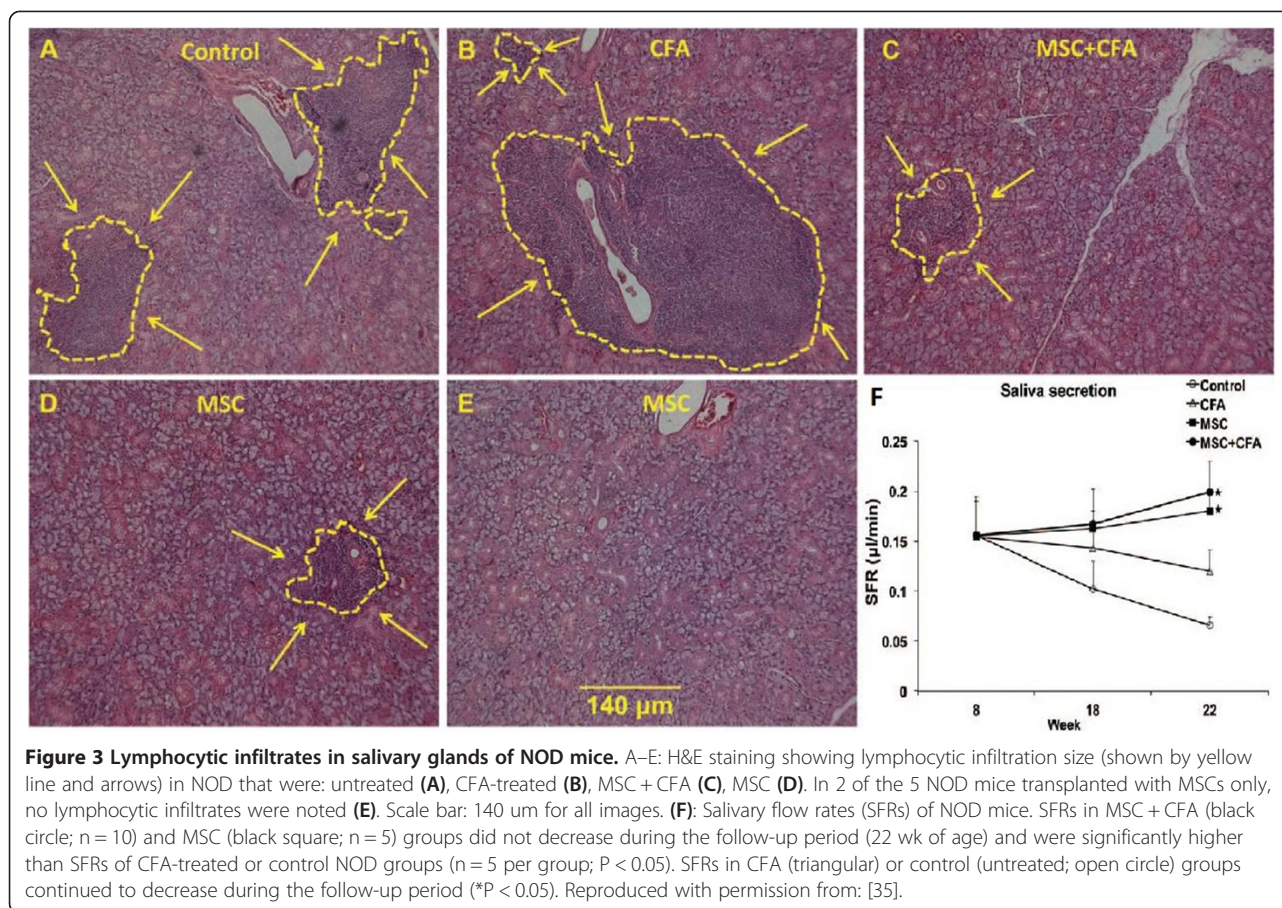 A
Control
B
CFA
C
MSC+CFA
D
MSC
E
MSC
140 µm
F
Saliva secretion
Control
CFA
MSC
MSC+CFA
0.25
0.2
0.15
0.1
0.05
0
SFR (µl/min)
8
18
22
Week
Figure 3 Lymphocytic infiltrates in salivary glands of NOD mice. A–E: H&E staining showing lymphocytic infiltration size (shown by yellow
line and arrows) in NOD that were: untreated (A), CFA-treated (B), MSC + CFA (C), MSC (D). In 2 of the 5 NOD mice transplanted with MSCs only,
no lymphocytic infiltrates were noted (E). Scale bar: 140 um for all images. (F): Salivary flow rates (SFRs) of NOD mice. SFRs in MSC + CFA (black
circle; n = 10) and MSC (black square; n = 5) groups did not decrease during the follow-up period (22 wk of age) and were significantly higher
than SFRs of CFA-treated or control NOD groups (n = 5 per group; P < 0.05). SFRs in CFA (triangular) or control (untreated; open circle) groups
continued to decrease during the follow-up period (*P < 0.05). Reproduced with permission from: [35].